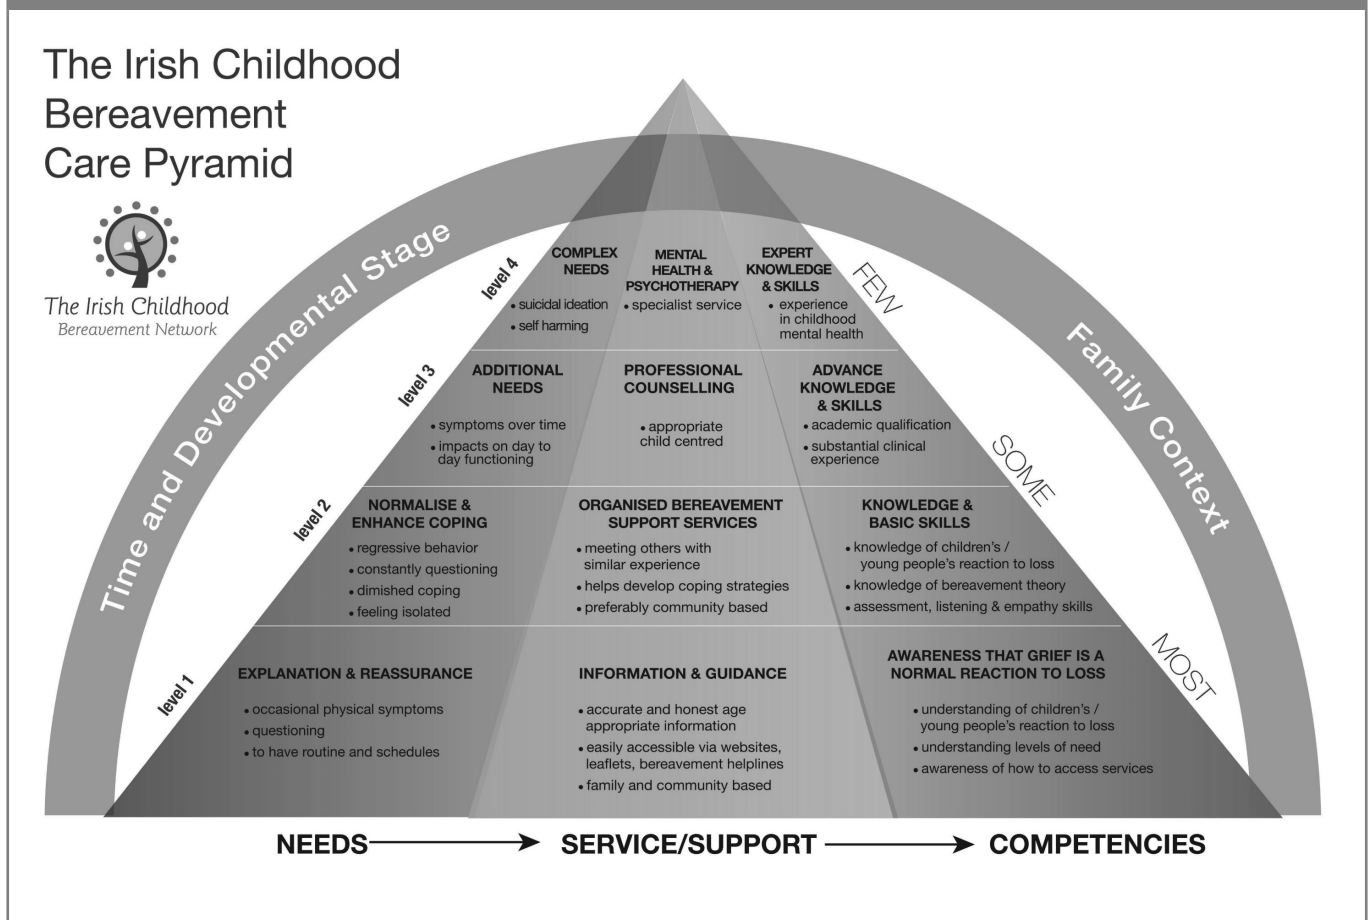 The Irish Childhood
Bereavement
Care Pyramid
The Irish Childhood
Bereavement Network
Time and Developmental Stage
Family Context
level 4
COMPLEX
NEEDS
• suicidal ideation
• self harming
MENTAL
HEALTH &
PSYCHOTHERAPY
• specialist service
EXPERT
KNOWLEDGE
& SKILLS
• experience
in childhood
mental health
FEW
level 3
ADDITIONAL
NEEDS
• symptoms over time
• impacts on day to
day functioning
PROFESSIONAL
COUNSELLING
• appropriate
child centred
ADVANCE
KNOWLEDGE
& SKILLS
• academic qualification
• substantial clinical
experience
SOME
level 2
NORMALISE &
ENHANCE COPING
• regressive behavior
• constantly questioning
• dimished coping
• feeling isolated
ORGANISED BEREAVEMENT
SUPPORT SERVICES
• meeting others with
similar experience
• helps develop coping strategies
• preferably community based
KNOWLEDGE &
BASIC SKILLS
• knowledge of children's /
young people's reaction to loss
• knowledge of bereavement theory
• assessment, listening & empathy skills
MOST
level 1
EXPLANATION & REASSURANCE
• occasional physical symptoms
• questioning
• to have routine and schedules
INFORMATION & GUIDANCE
• accurate and honest age
appropriate information
• easily accessible via websites,
leaflets, bereavement helplines
• family and community based
AWARENESS THAT GRIEF IS A
NORMAL REACTION TO LOSS
• understanding of children's /
young people's reaction to loss
• understanding levels of need
• awareness of how to access services
NEEDS
SERVICE/SUPPORT
COMPETENCIES